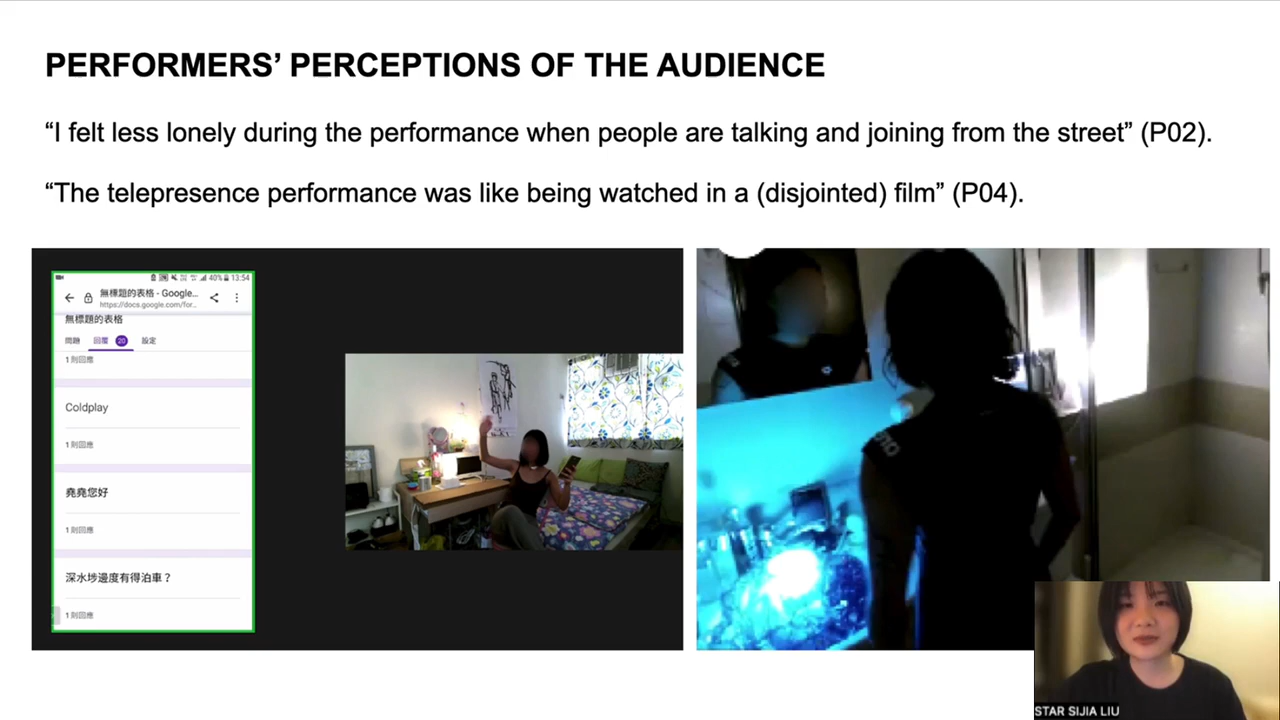 PERFORMERS’ PERCEPTIONS OF THE AUDIENCE
“I felt less lonely during the performance when people are talking and joining from the street” (P02).
“The telepresence performance was like being watched in a (disjointed) film” (P04).
40% 13:54
無標題的表格 - Google...
https://docs.google.com/for...
無標題的表格
問題 回覆 20 設定
1 則回應
Coldplay
1 則回應
堯堯您好
1 則回應
深水埗邊度有得泊車？
1 則回應
STAR SIJIA LIU